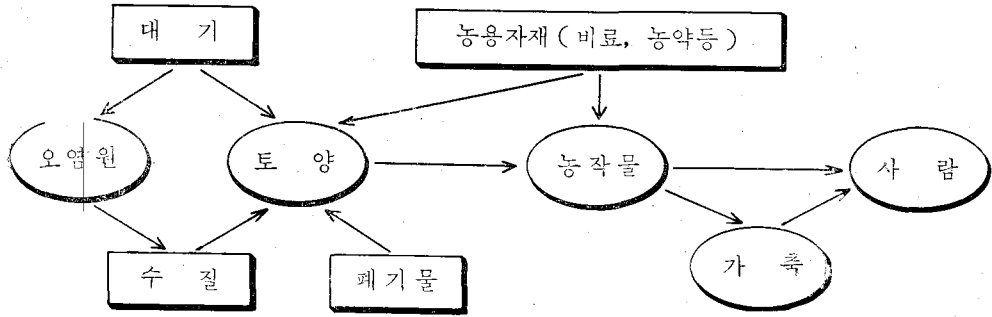 대 기
농용자재 ( 비료, 농약등 )
오염원
토 양
농작물
사 람
수 질
폐기물
가 축